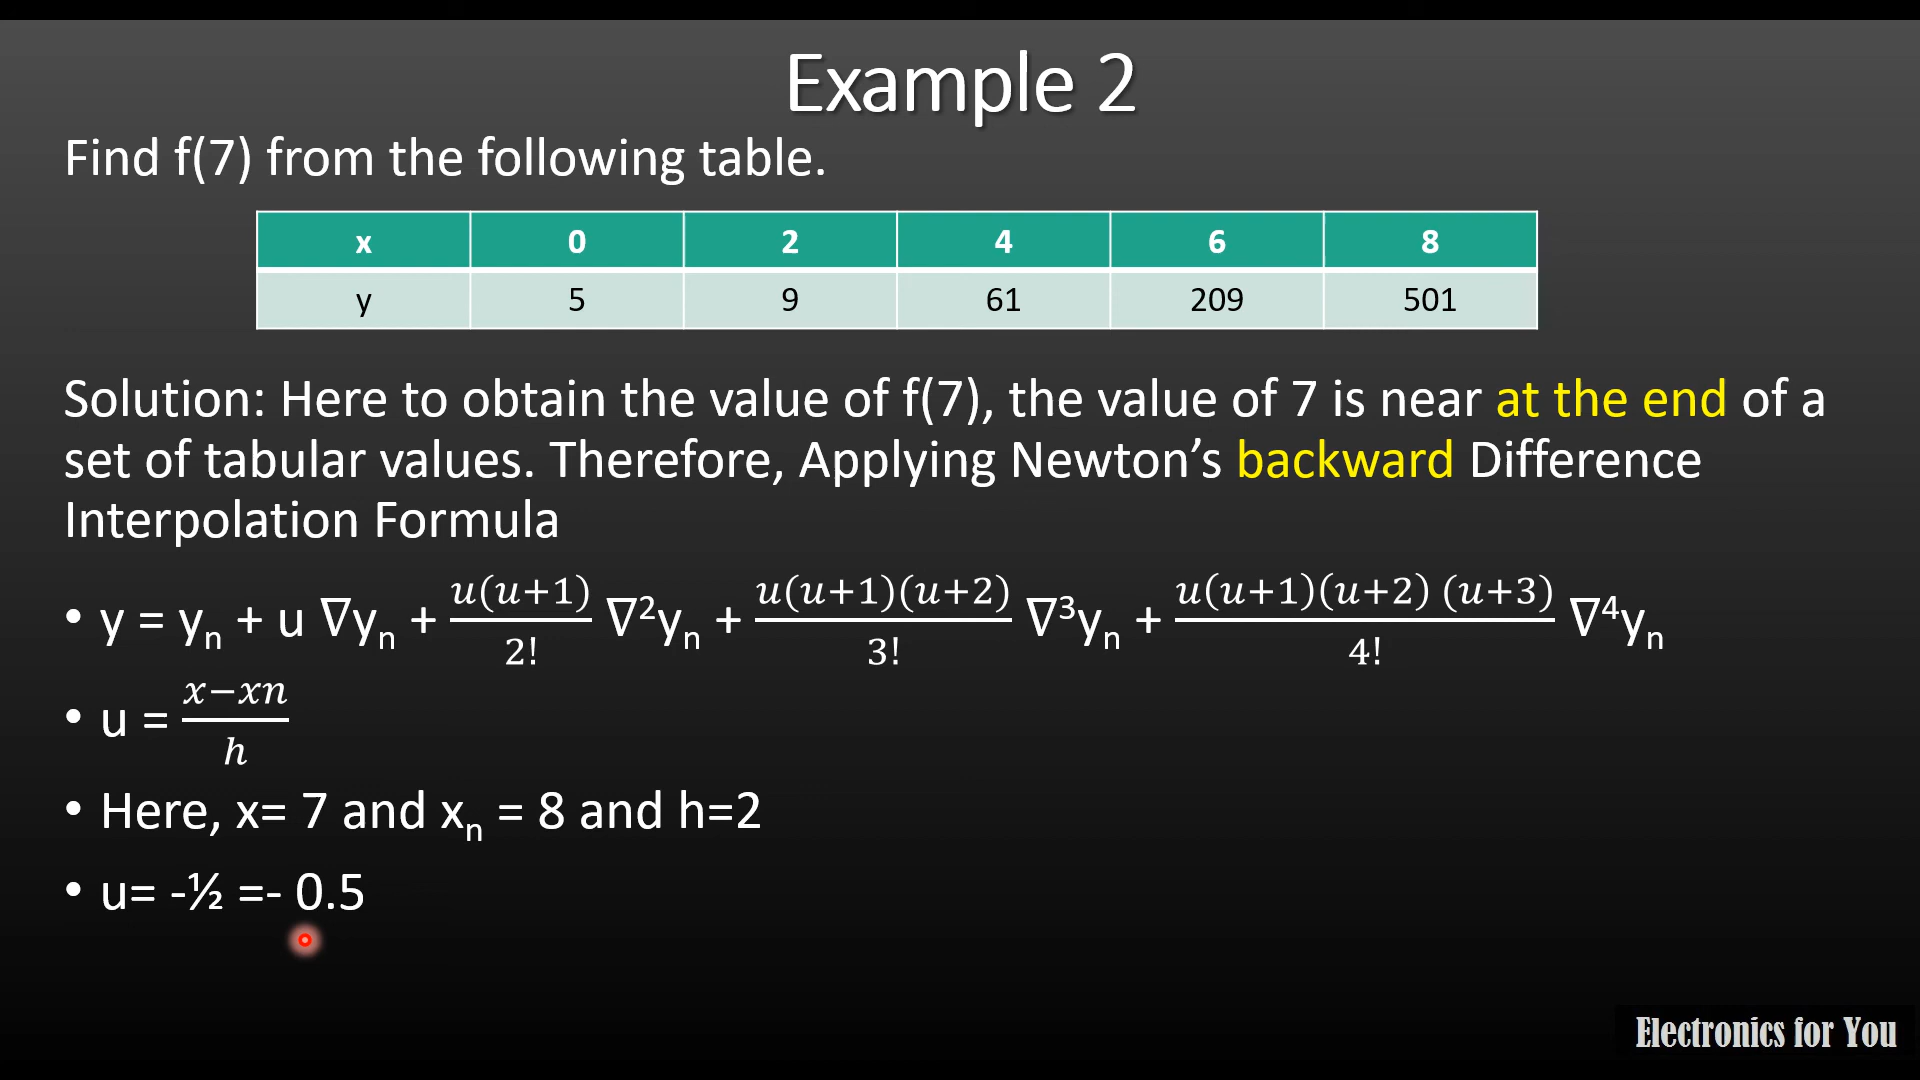 Example 2
Find f(7) from the following table.
x 0 2 4 6 8
y 5 9 61 209 501
Solution: Here to obtain the value of f(7), the value of 7 is near at the end of a
set of tabular values. Therefore, Applying Newton’s backward Difference
Interpolation Formula
• y = yₙ + u ∇yₙ + u(u+1)/2! ∇²yₙ + u(u+1)(u+2)/3! ∇³yₙ + u(u+1)(u+2) (u+3)/4! ∇⁴yₙ
• u = x−xn/h
• Here, x= 7 and xₙ = 8 and h=2
• u= -½ =- 0.5
Electronics for You